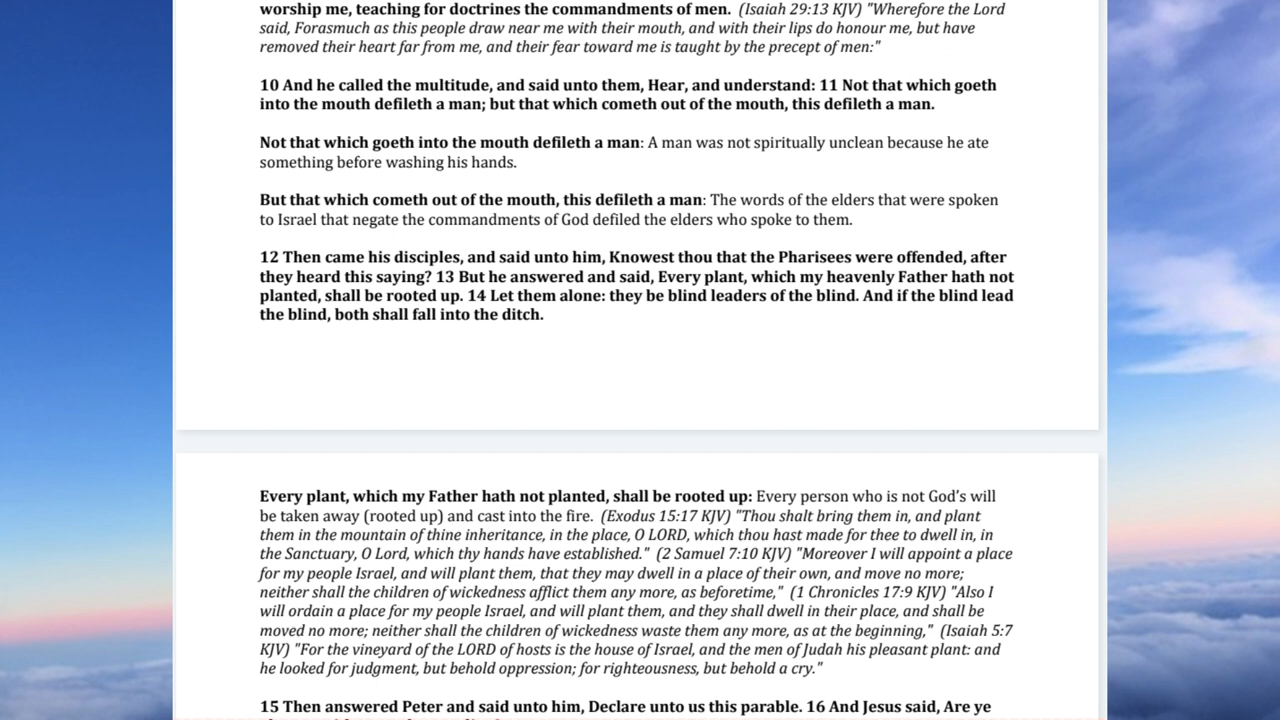 worship me, teaching for doctrines the commandments of men. (Isaiah 29:13 KJV) "Wherefore the Lord
said, Forasmuch as this people draw near me with their mouth, and with their lips do honour me, but have
removed their heart far from me, and their fear toward me is taught by the precept of men:"
10 And he called the multitude, and said unto them, Hear, and understand: 11 Not that which goeth
into the mouth defileth a man; but that which cometh out of the mouth, this defileth a man.
Not that which goeth into the mouth defileth a man: A man was not spiritually unclean because he ate
something before washing his hands.
But that which cometh out of the mouth, this defileth a man: The words of the elders that were spoken
to Israel that negate the commandments of God defiled the elders who spoke to them.
12 Then came his disciples, and said unto him, Knowest thou that the Pharisees were offended, after
they heard this saying? 13 But he answered and said, Every plant, which my heavenly Father hath not
planted, shall be rooted up. 14 Let them alone: they be blind leaders of the blind. And if the blind lead
the blind, both shall fall into the ditch.
Every plant, which my Father hath not planted, shall be rooted up: Every person who is not God's will
be taken away (rooted up) and cast into the fire. (Exodus 15:17 KJV) "Thou shalt bring them in, and plant
them in the mountain of thine inheritance, in the place, O LORD, which thou hast made for thee to dwell in, in
the Sanctuary, O Lord, which thy hands have established." (2 Samuel 7:10 KJV) "Moreover I will appoint a place
for my people Israel, and will plant them, that they may dwell in a place of their own, and move no more;
neither shall the children of wickedness afflict them any more, as beforetime," (1 Chronicles 17:9 KJV) "Also I
will ordain a place for my people Israel, and will plant them, and they shall dwell in their place, and shall be
moved no more; neither shall the children of wickedness waste them any more, as at the beginning," (Isaiah 5:7
KJV) "For the vineyard of the LORD of hosts is the house of Israel, and the men of Judah his pleasant plant: and
he looked for judgment, but behold oppression; for righteousness, but behold a cry."
15 Then answered Peter and said unto him, Declare unto us this parable. 16 And Jesus said, Are ye